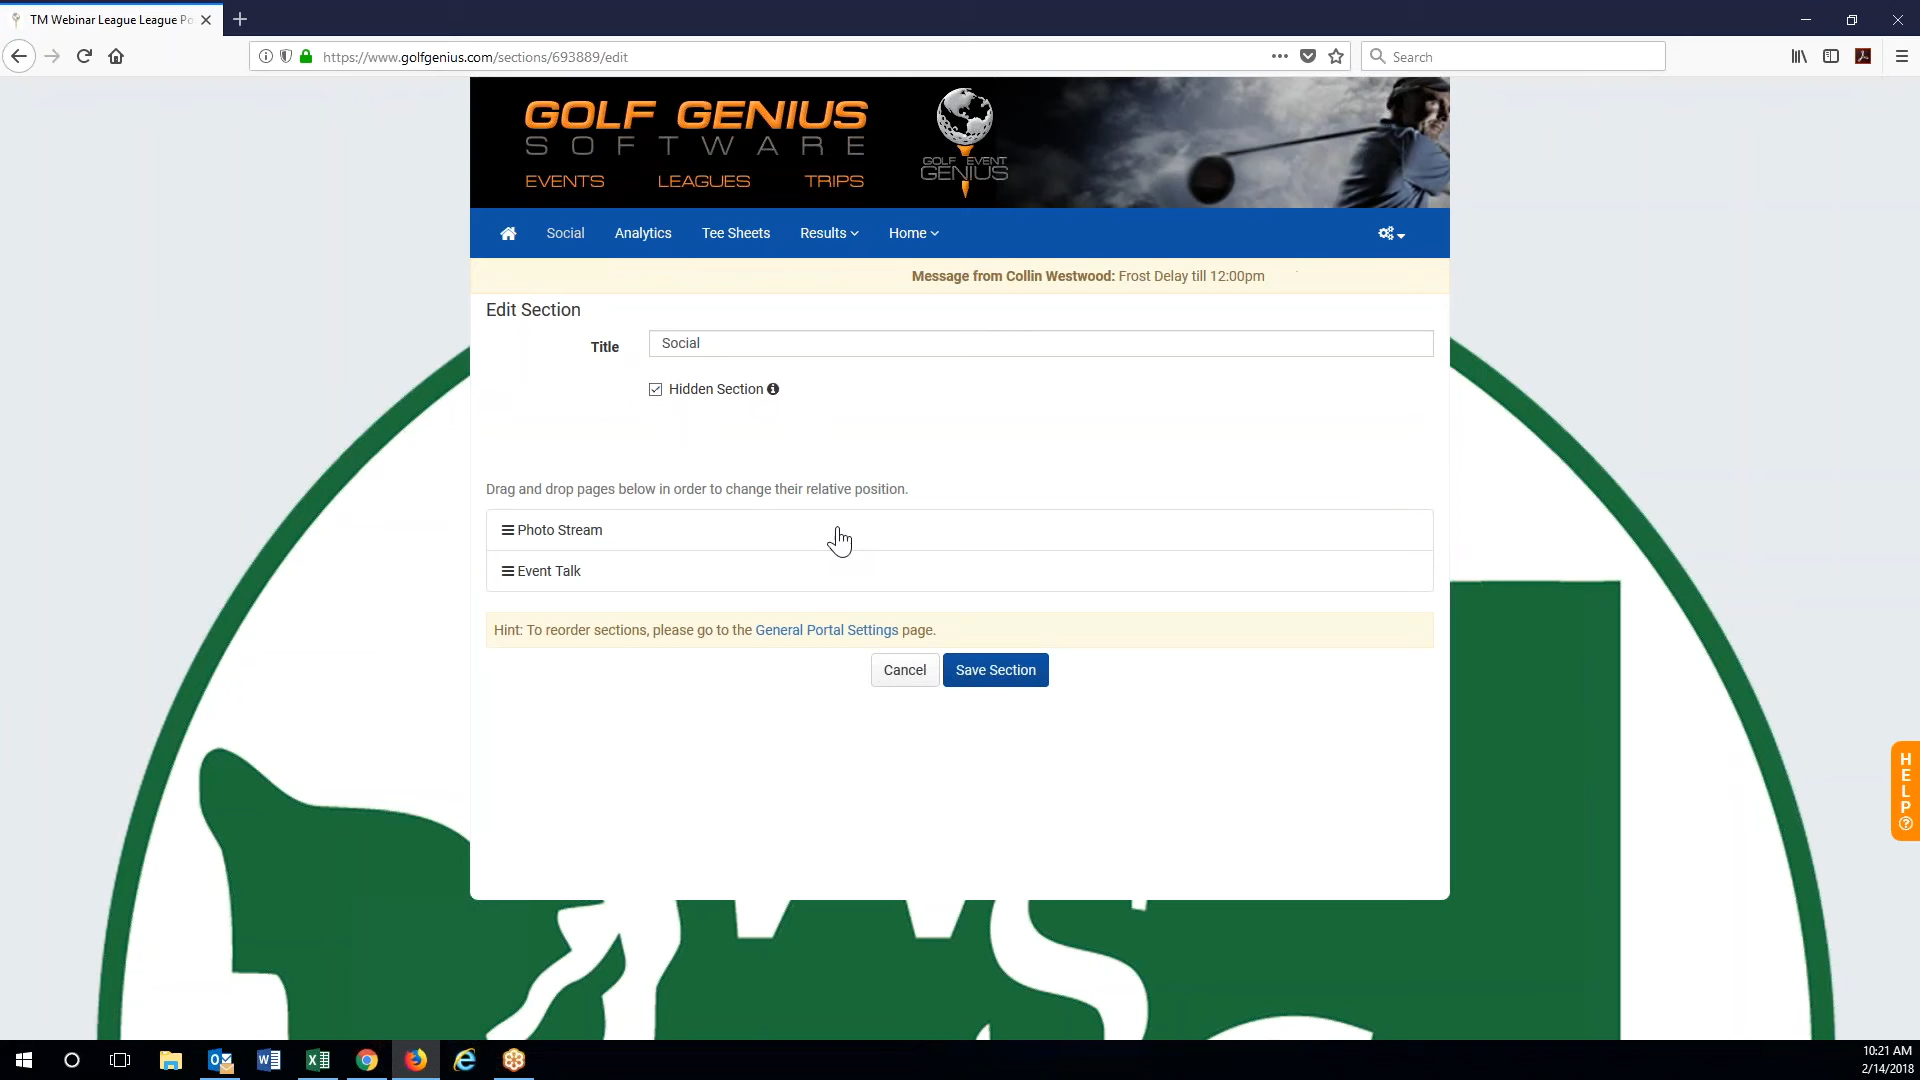 TM Webinar League League Po
https://www.golfgenius.com/sections/693889/edit
Search
GOLF GENIUS
SOFTWARE
EVENTS LEAGUES TRIPS
GOLF EVENT
GENIUS
Social Analytics Tee Sheets Results Home
Message from Collin Westwood: Frost Delay till 12:00pm
Edit Section
Title Social
Hidden Section
Drag and drop pages below in order to change their relative position.
Photo Stream
Event Talk
Hint: To reorder sections, please go to the General Portal Settings page.
Cancel Save Section
HELP
10:21 AM
2/14/2018